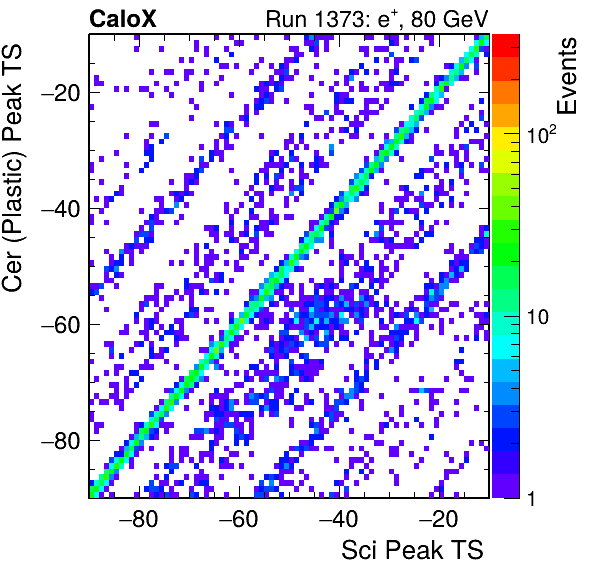 CaloX Run 1373: e⁺, 80 GeV
Cer (Plastic) Peak TS
Events
−20
−40
−60
−80
10²
10
1
−80 −60 −40 −20
Sci Peak TS